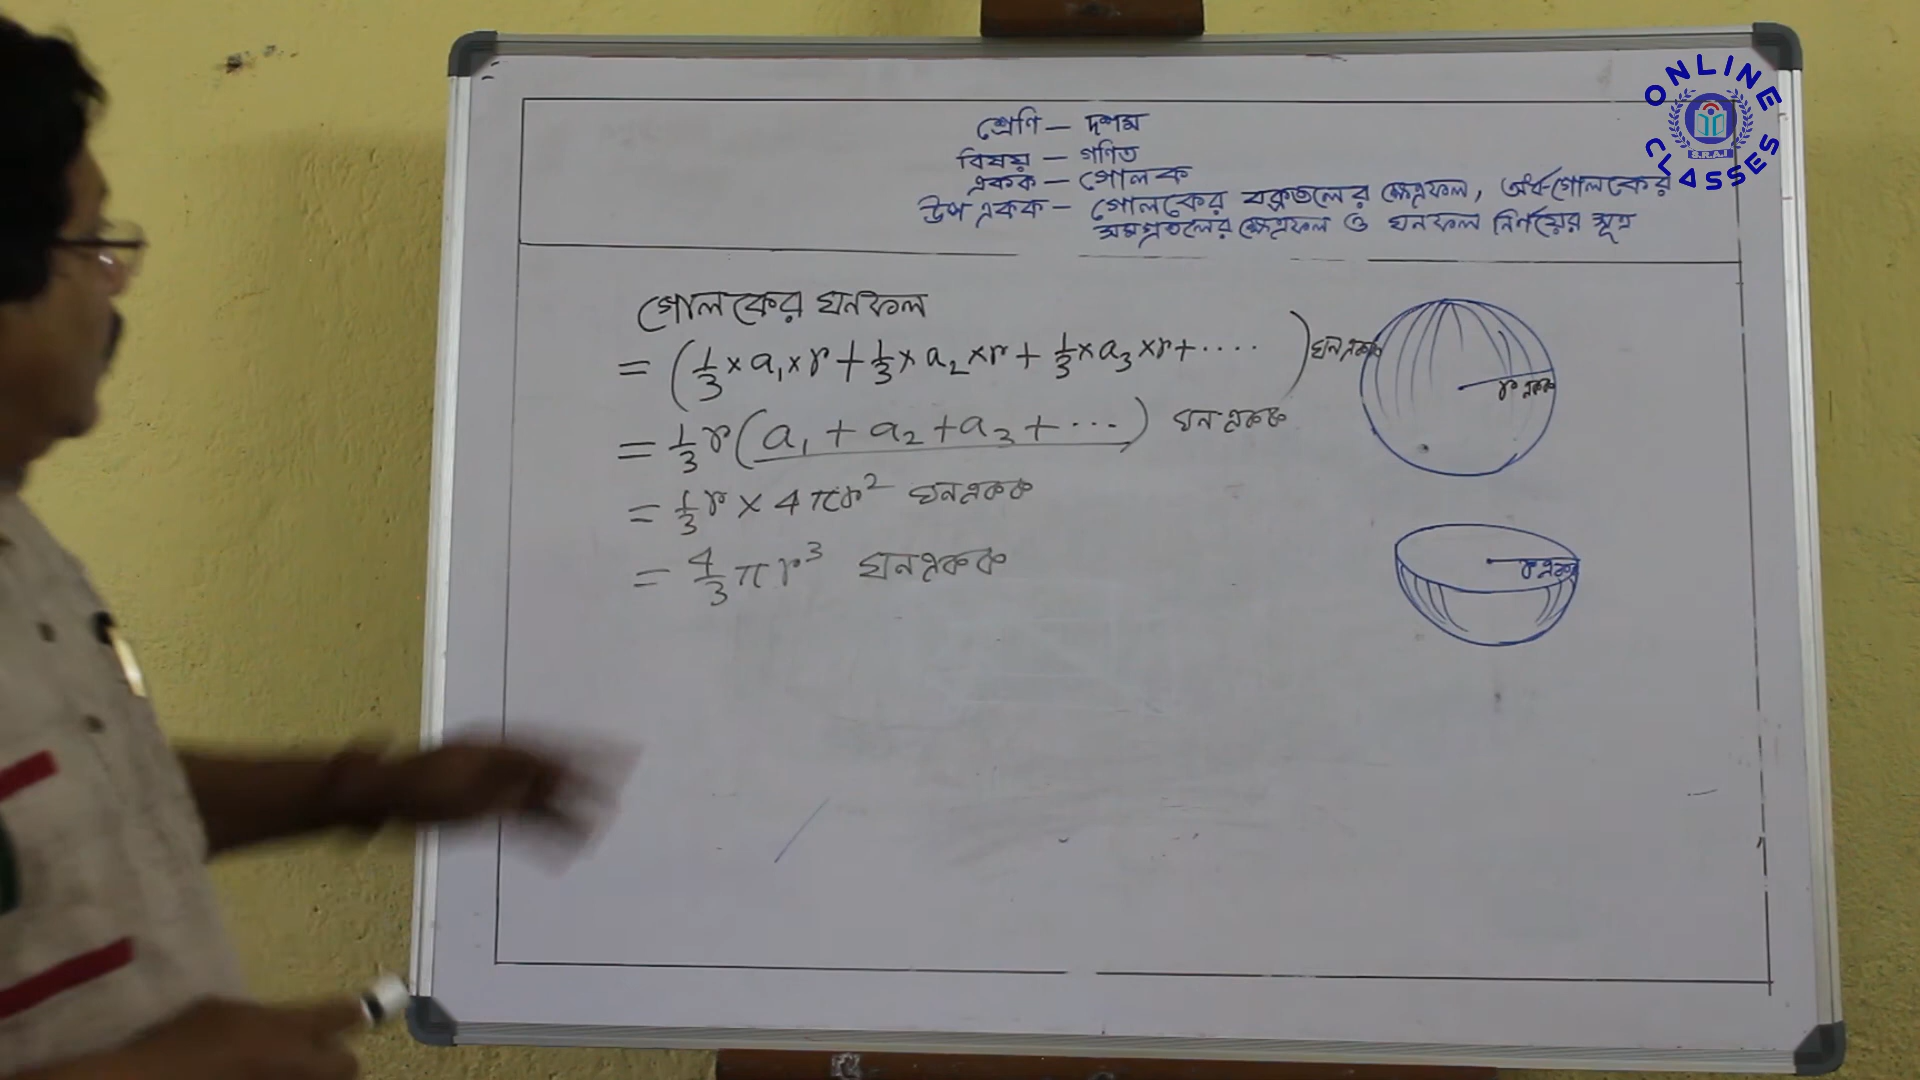 ONLINE CLASSES
শ্রেণি — দশম
বিষয় — গণিত
একক — গোলক
উপ একক — গোলকের বক্রতলের ক্ষেত্রফল, অর্ধগোলকের
সমগ্রতলের ক্ষেত্রফল ও ঘনফল নির্ণয়ের সূত্র
গোলকের ঘনফল
= (1/3 × a₁ × r + 1/3 × a₂ × r + 1/3 × a₃ × r + ....) ঘনএকক
= 1/3 r (a₁ + a₂ + a₃ + ...) ঘনএকক
= 1/3 r × 4πr² ঘনএকক
= 4/3 πr³ ঘনএকক
r একক
r একক